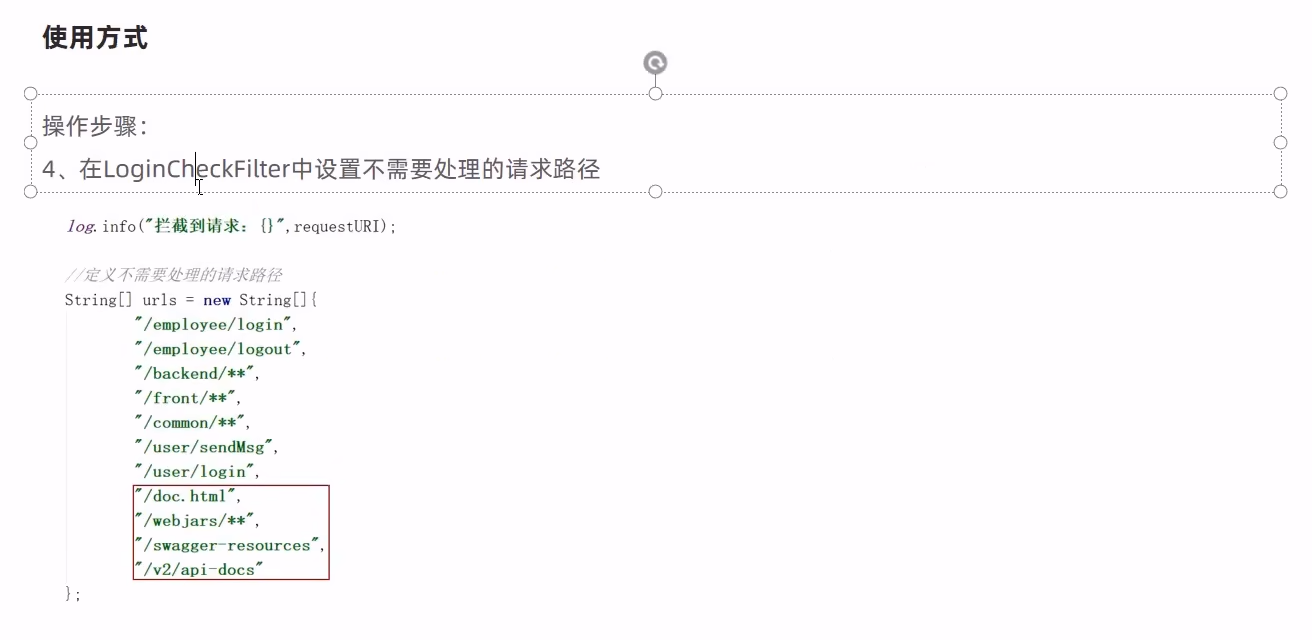 使用方式
操作步骤：
4、在LoginCheckFilter中设置不需要处理的请求路径
log.info("拦截到请求：{}",requestURI);
//定义不需要处理的请求路径
String[] urls = new String[]{
"/employee/login",
"/employee/logout",
"/backend/**",
"/front/**",
"/common/**",
"/user/sendMsg",
"/user/login",
"/doc.html",
"/webjars/**",
"/swagger-resources",
"/v2/api-docs"
};